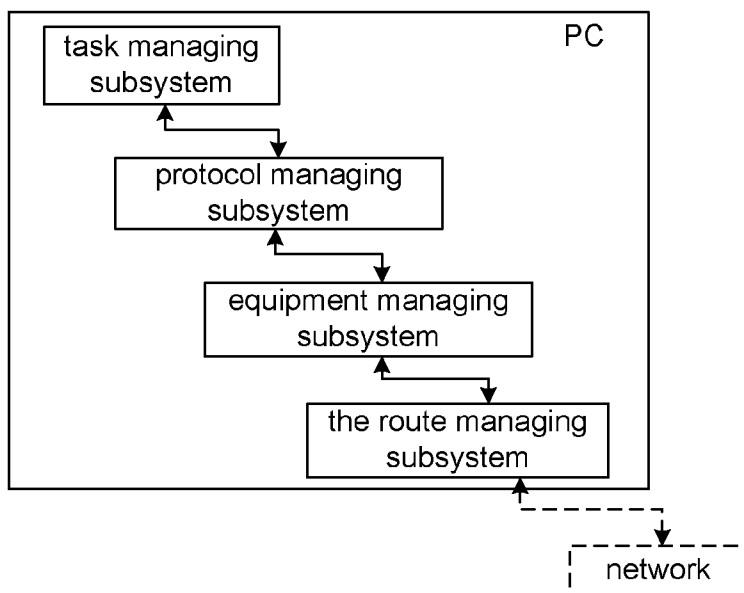 PC
task managing
subsystem
protocol managing
subsystem
equipment managing
subsystem
the route managing
subsystem
network